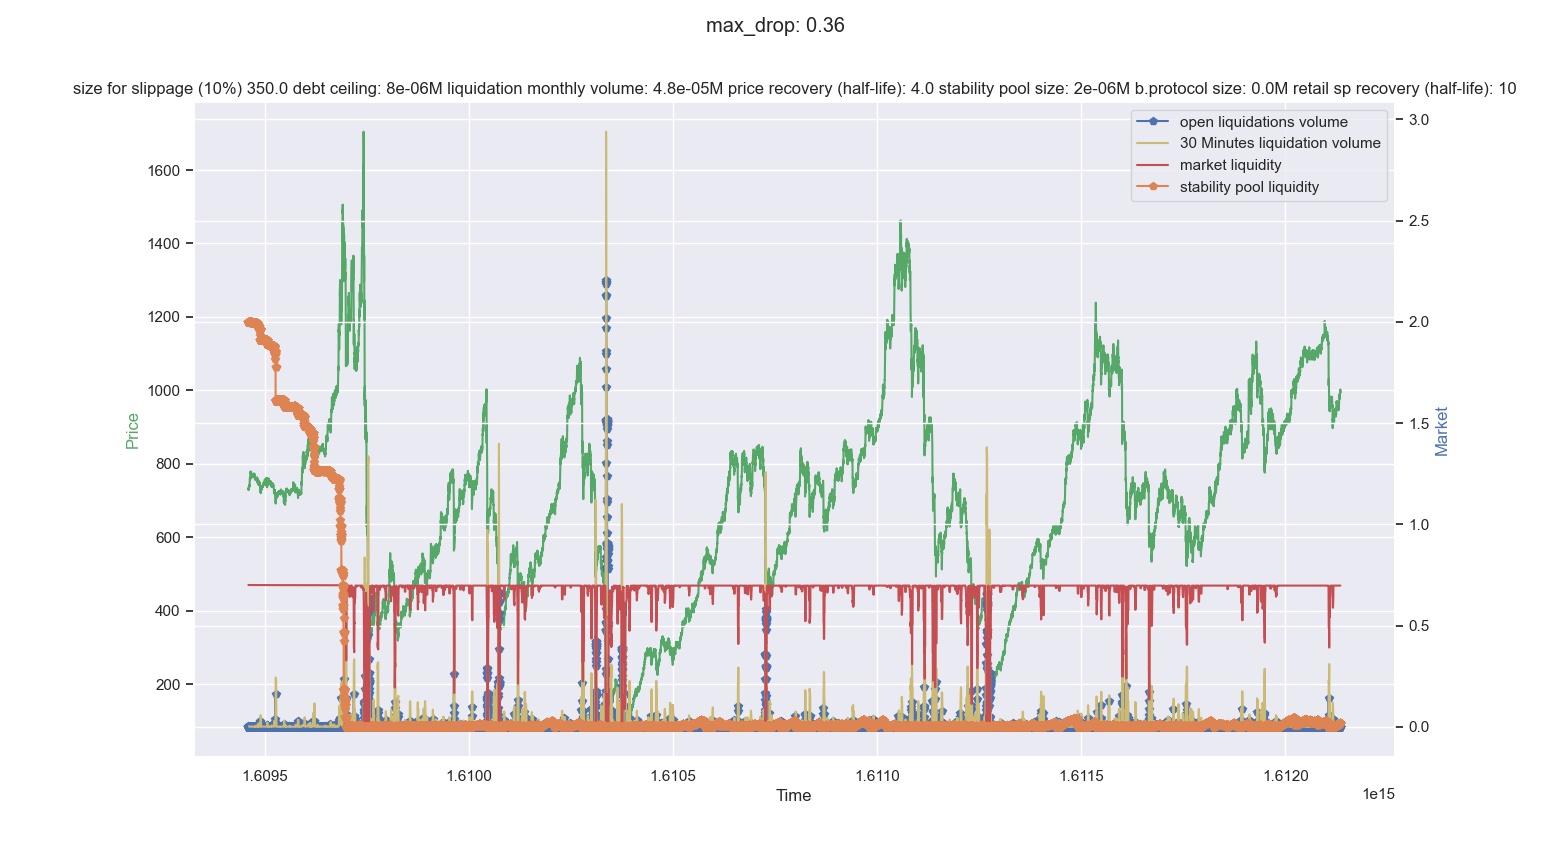 max_drop: 0.36
size for slippage (10%) 350.0 debt ceiling: 8e-06M liquidation monthly volume: 4.8e-05M price recovery (half-life): 4.0 stability pool size: 2e-06M b.protocol size: 0.0M retail sp recovery (half-life): 10
open liquidations volume
30 Minutes liquidation volume
market liquidity
stability pool liquidity
Price
1600
1400
1200
1000
800
600
400
200
3.0
2.5
2.0
1.5
1.0
0.5
0.0
Market
1.6095
1.6100
1.6105
1.6110
1.6115
1.6120
Time
1e15